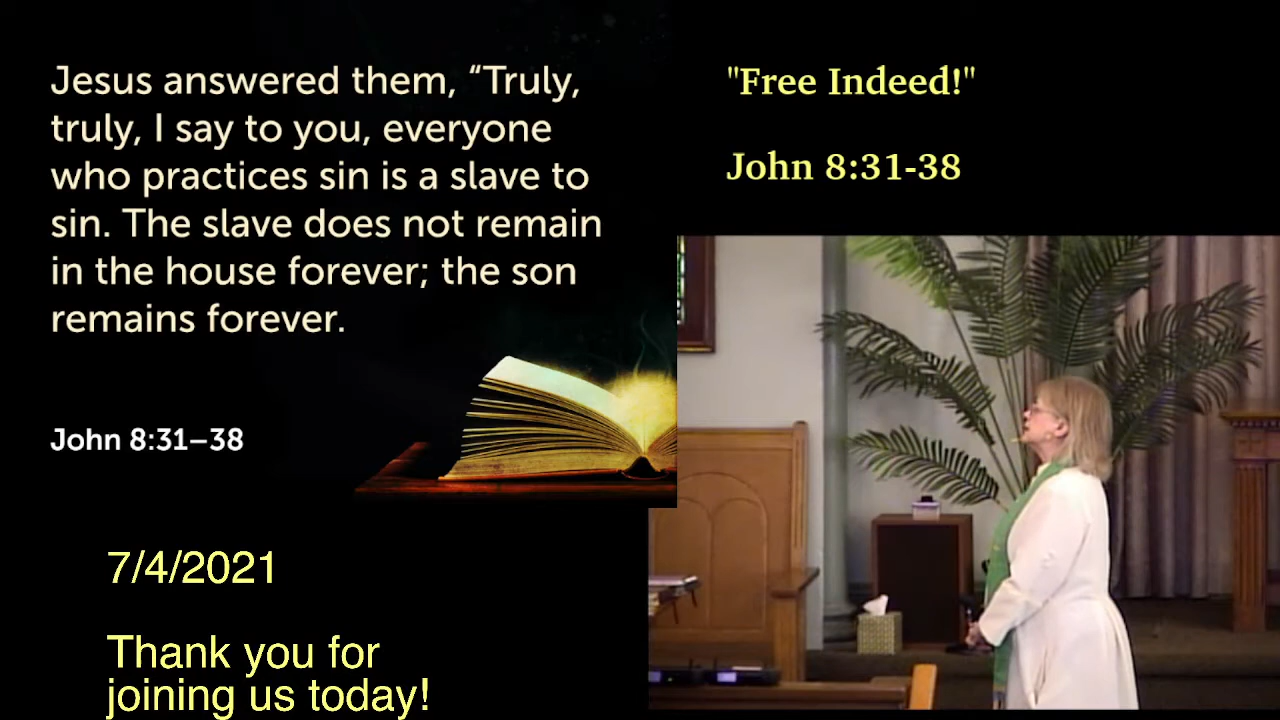 Jesus answered them, “Truly,
truly, I say to you, everyone
who practices sin is a slave to
sin. The slave does not remain
in the house forever; the son
remains forever.
John 8:31–38
"Free Indeed!"
John 8:31-38
7/4/2021
Thank you for
joining us today!